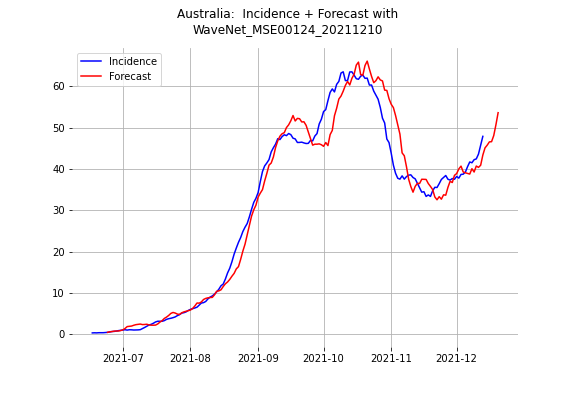 Australia:  Incidence + Forecast with
WaveNet_MSE00124_20211210
Incidence
Forecast
60
50
40
30
20
10
0
2021-07 2021-08 2021-09 2021-10 2021-11 2021-12